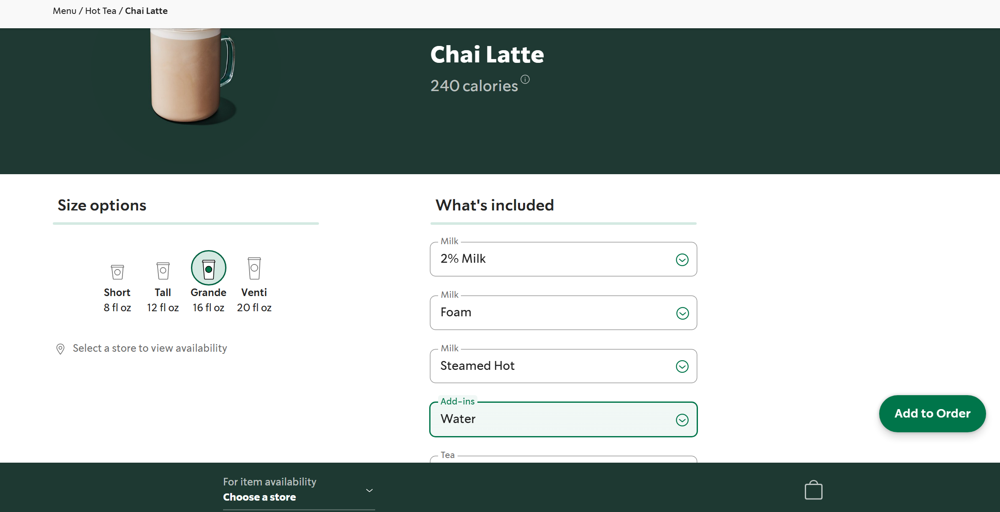 Menu / Hot Tea / Chai Latte
Chai Latte
240 calories
Size options
Short
8 fl oz
Tall
12 fl oz
Grande
16 fl oz
Venti
20 fl oz
Select a store to view availability
What's included
Milk
2% Milk
Milk
Foam
Milk
Steamed Hot
Add-ins
Water
Tea
Add to Order
For item availability
Choose a store